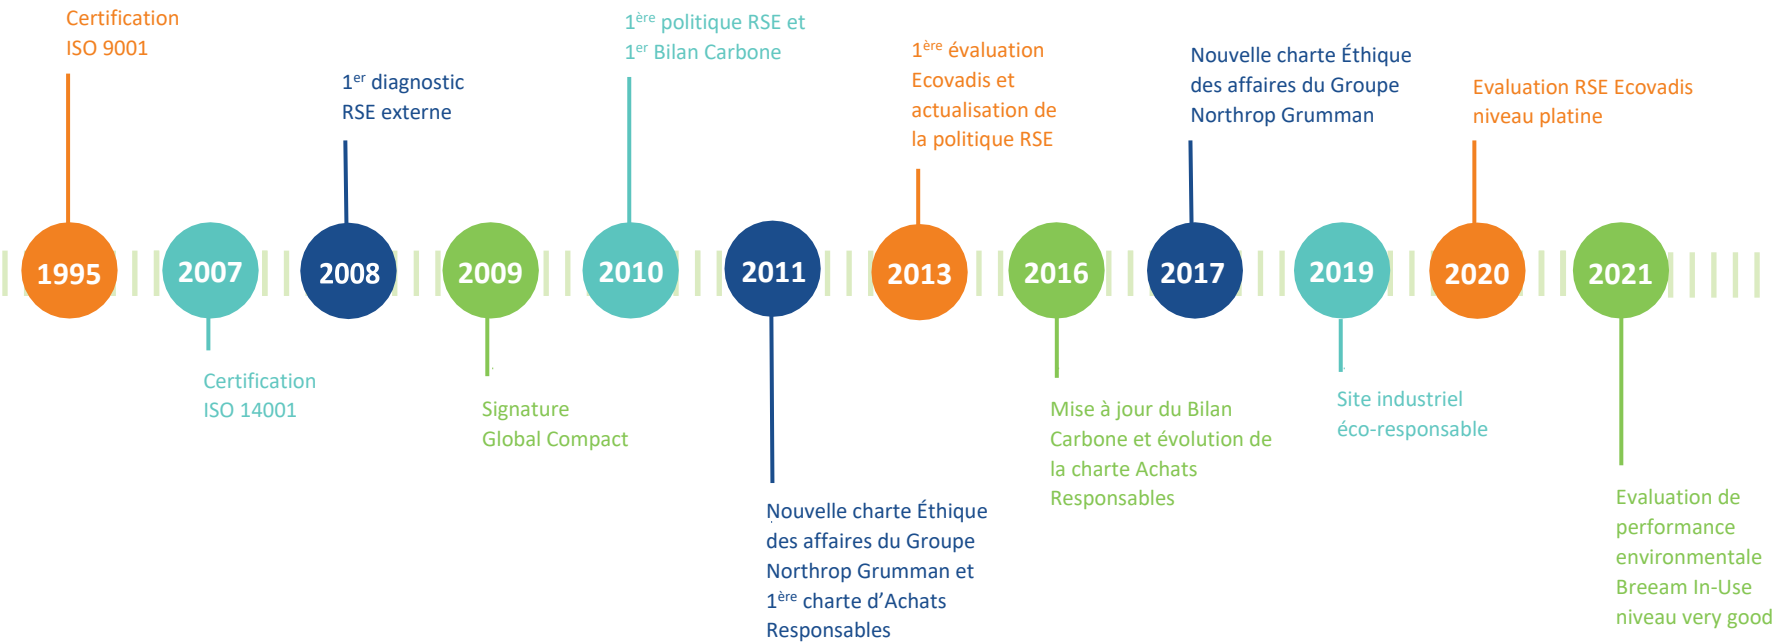 Certification
ISO 9001
1995
2007
Certification
ISO 14001
1er diagnostic
RSE externe
2008
2009
Signature
Global Compact
1ère politique RSE et
1er Bilan Carbone
2010
2011
Nouvelle charte Éthique
des affaires du Groupe
Northrop Grumman et
1ère charte d’Achats
Responsables
1ère évaluation
Ecovadis et
actualisation de
la politique RSE
2013
2016
Mise à jour du Bilan
Carbone et évolution de
la charte Achats
Responsables
Nouvelle charte Éthique
des affaires du Groupe
Northrop Grumman
2017
2019
Site industriel
éco-responsable
Evaluation RSE Ecovadis
niveau platine
2020
2021
Evaluation de
performance
environmentale
Breeam In-Use
niveau very good